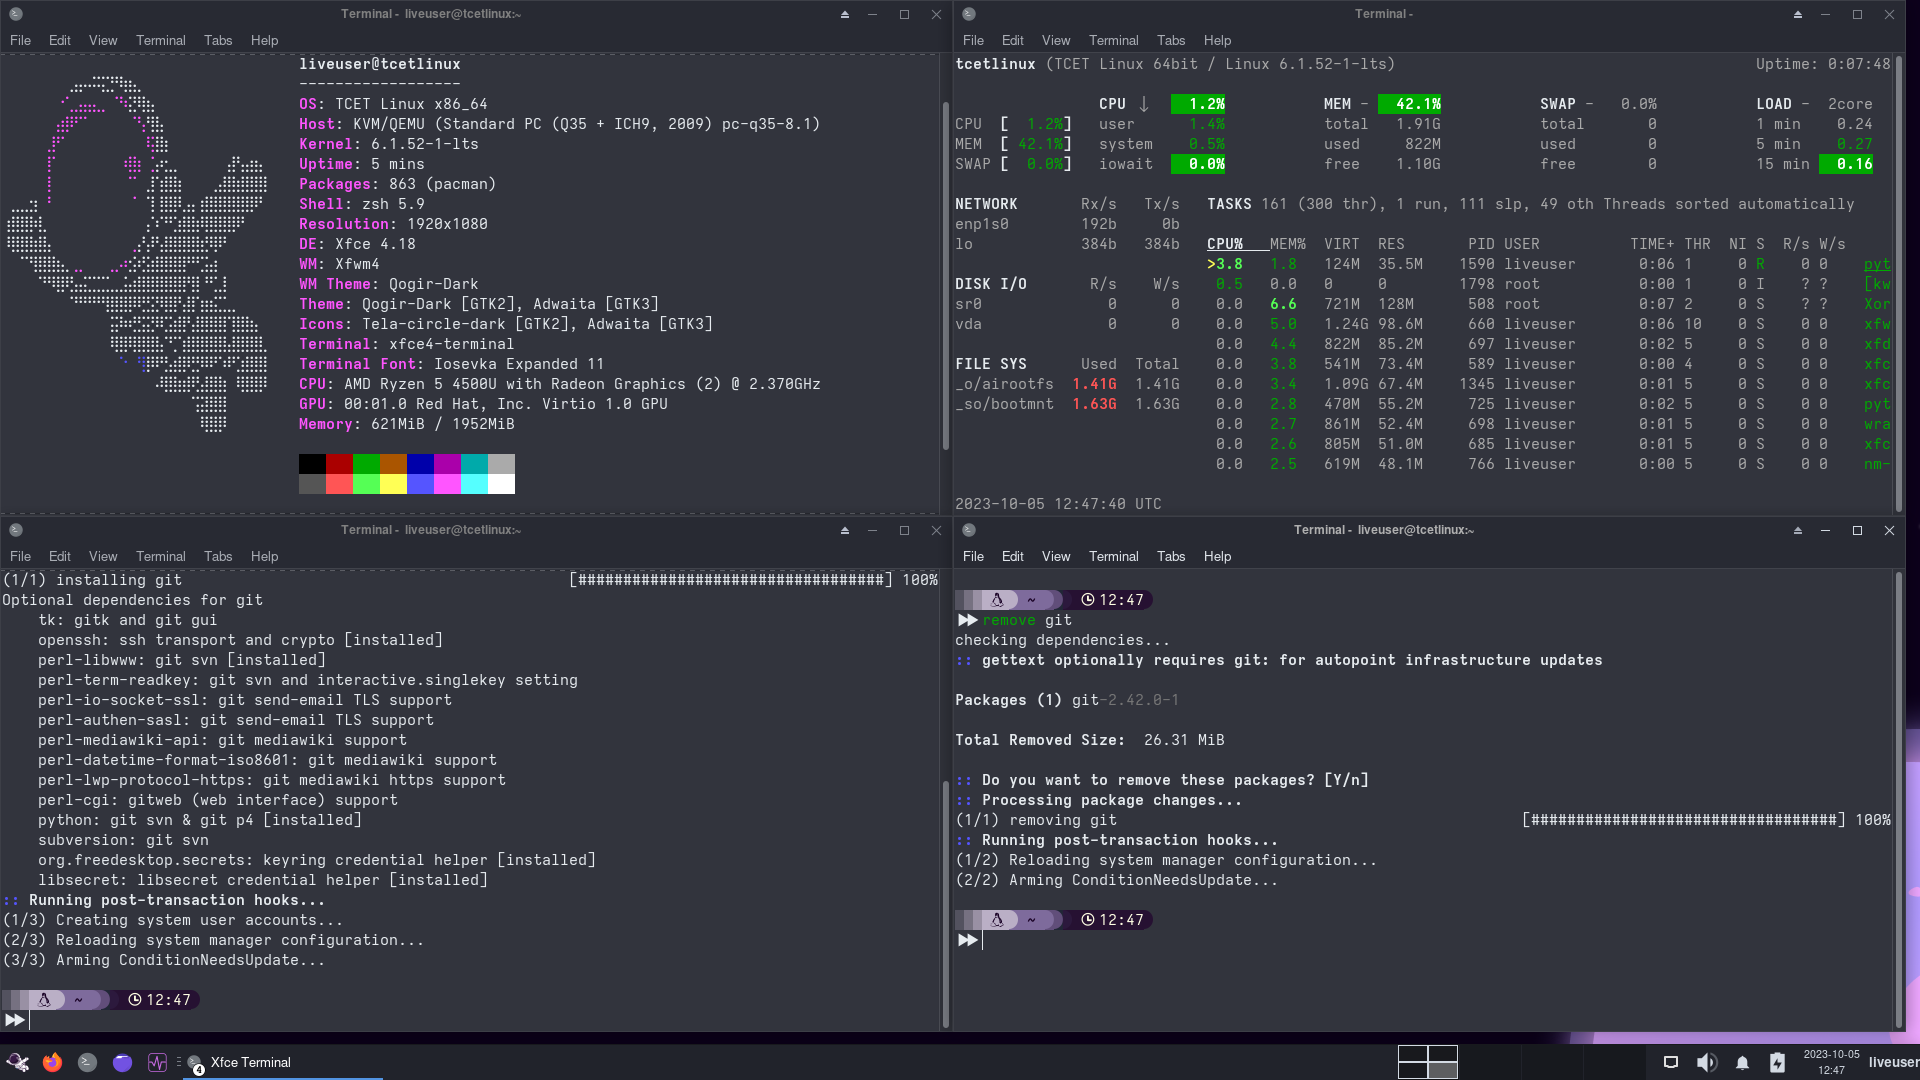 Terminal - liveuser@tcetlinux:~
File Edit View Terminal Tabs Help
liveuser@tcetlinux
------------------
OS: TCET Linux x86_64
Host: KVM/QEMU (Standard PC (Q35 + ICH9, 2009) pc-q35-8.1)
Kernel: 6.1.52-1-lts
Uptime: 5 mins
Packages: 863 (pacman)
Shell: zsh 5.9
Resolution: 1920x1080
DE: Xfce 4.18
WM: Xfwm4
WM Theme: Qogir-Dark
Theme: Qogir-Dark [GTK2], Adwaita [GTK3]
Icons: Tela-circle-dark [GTK2], Adwaita [GTK3]
Terminal: xfce4-terminal
Terminal Font: Iosevka Expanded 11
CPU: AMD Ryzen 5 4500U with Radeon Graphics (2) @ 2.370GHz
GPU: 00:01.0 Red Hat, Inc. Virtio 1.0 GPU
Memory: 621MiB / 1952MiB
Terminal -
File Edit View Terminal Tabs Help
tcetlinux (TCET Linux 64bit / Linux 6.1.52-1-lts) Uptime: 0:07:48
CPU ↓ 1.2% MEM - 42.1% SWAP - 0.0% LOAD - 2core
CPU [ 1.2%] user 1.4% total 1.91G total 0 1 min 0.24
MEM [ 42.1%] system 0.5% used 822M used 0 5 min 0.27
SWAP [ 0.0%] iowait 0.0% free 1.10G free 0 15 min 0.16
NETWORK Rx/s Tx/s TASKS 161 (300 thr), 1 run, 111 slp, 49 oth Threads sorted automatically
enp1s0 192b 0b
lo 384b 384b CPU% MEM% VIRT RES PID USER TIME+ THR NI S R/s W/s
>3.8 1.8 124M 35.5M 1590 liveuser 0:06 1 0 R 0 0 pyt
DISK I/O R/s W/s 0.5 0.0 0 0 1798 root 0:00 1 0 I ? ? [kw
sr0 0 0 0.0 6.6 721M 128M 508 root 0:07 2 0 S ? ? Xor
vda 0 0 0.0 5.0 1.24G 98.6M 660 liveuser 0:06 10 0 S 0 0 xfw
0.0 4.4 822M 85.2M 697 liveuser 0:02 5 0 S 0 0 xfd
FILE SYS Used Total 0.0 3.8 541M 73.4M 589 liveuser 0:00 4 0 S 0 0 xfc
_o/airootfs 1.41G 1.41G 0.0 3.4 1.09G 67.4M 1345 liveuser 0:01 5 0 S 0 0 xfc
_so/bootmnt 1.63G 1.63G 0.0 2.8 470M 55.2M 725 liveuser 0:02 5 0 S 0 0 pyt
0.0 2.7 861M 52.4M 698 liveuser 0:01 5 0 S 0 0 wra
0.0 2.6 805M 51.0M 685 liveuser 0:01 5 0 S 0 0 xfc
0.0 2.5 619M 48.1M 766 liveuser 0:00 5 0 S 0 0 nm-
2023-10-05 12:47:40 UTC
Terminal - liveuser@tcetlinux:~
File Edit View Terminal Tabs Help
(1/1) installing git [##################################] 100%
Optional dependencies for git
tk: gitk and git gui
openssh: ssh transport and crypto [installed]
perl-libwww: git svn [installed]
perl-term-readkey: git svn and interactive.singlekey setting
perl-io-socket-ssl: git send-email TLS support
perl-authen-sasl: git send-email TLS support
perl-mediawiki-api: git mediawiki support
perl-datetime-format-iso8601: git mediawiki support
perl-lwp-protocol-https: git mediawiki https support
perl-cgi: gitweb (web interface) support
python: git svn & git p4 [installed]
subversion: git svn
org.freedesktop.secrets: keyring credential helper [installed]
libsecret: libsecret credential helper [installed]
:: Running post-transaction hooks...
(1/3) Creating system user accounts...
(2/3) Reloading system manager configuration...
(3/3) Arming ConditionNeedsUpdate...
~ 12:47
Terminal - liveuser@tcetlinux:~
File Edit View Terminal Tabs Help
~ 12:47
remove git
checking dependencies...
:: gettext optionally requires git: for autopoint infrastructure updates
Packages (1) git-2.42.0-1
Total Removed Size: 26.31 MiB
:: Do you want to remove these packages? [Y/n]
:: Processing package changes...
(1/1) removing git [##################################] 100%
:: Running post-transaction hooks...
(1/2) Reloading system manager configuration...
(2/2) Arming ConditionNeedsUpdate...
~ 12:47
4 Xfce Terminal
2023-10-05
12:47
liveuser